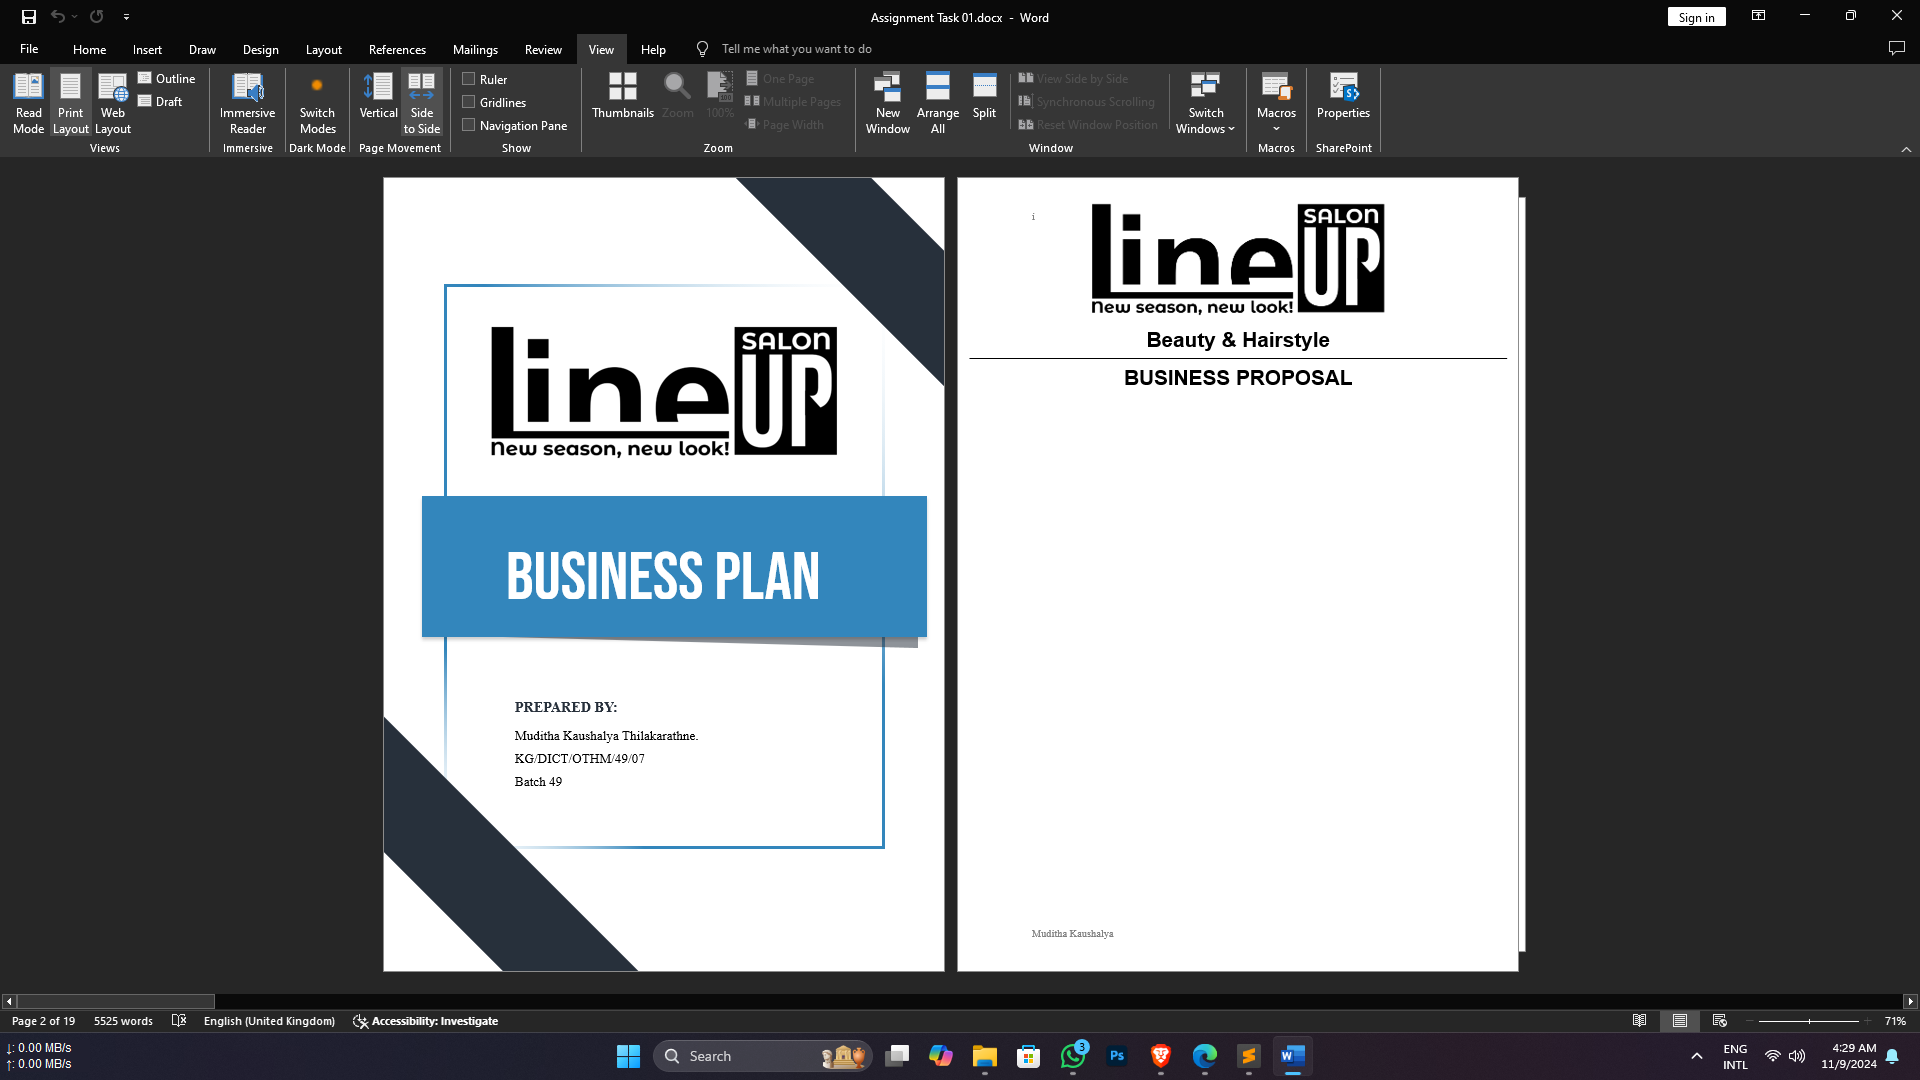 Assignment Task 01.docx - Word
Sign in
File Home Insert Draw Design Layout References Mailings Review View Help Tell me what you want to do
Read Mode
Print Layout
Web Layout
Outline
Draft
Views
Immersive Reader
Immersive
Switch Modes
Dark Mode
Vertical
Side to Side
Page Movement
Ruler
Gridlines
Navigation Pane
Show
Thumbnails
Zoom
100%
One Page
Multiple Pages
Page Width
Zoom
New Window
Arrange All
Split
View Side by Side
Synchronous Scrolling
Reset Window Position
Switch Windows
Window
Macros
Macros
Properties
SharePoint
line SALON UP
New season, new look!
BUSINESS PLAN
PREPARED BY:
Muditha Kaushalya Thilakarathne.
KG/DICT/OTHM/49/07
Batch 49
i
line SALON UP
New season, new look!
Beauty & Hairstyle
BUSINESS PROPOSAL
Muditha Kaushalya
Page 2 of 19 5525 words English (United Kingdom) Accessibility: Investigate 71%
↓: 0.00 MB/s
↑: 0.00 MB/s
Search
3
Ps
W
ENG
INTL
4:29 AM
11/9/2024